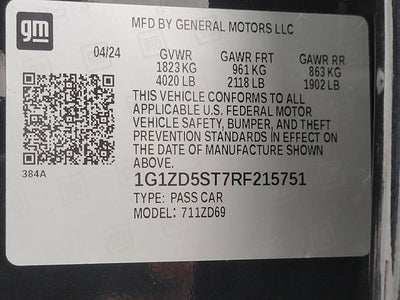 gm
MFD BY GENERAL MOTORS LLC
04/24 GVWR GAWR FRT GAWR RR
1823 KG 961 KG 863 KG
4020 LB 2118 LB 1902 LB
THIS VEHICLE CONFORMS TO ALL
APPLICABLE U.S. FEDERAL MOTOR
VEHICLE SAFETY, BUMPER, AND THEFT
PREVENTION STANDARDS IN EFFECT ON
THE DATE OF MANUFACTURE SHOWN
ABOVE.
384A
1G1ZD5ST7RF215751
TYPE: PASS CAR
MODEL: 711ZD69